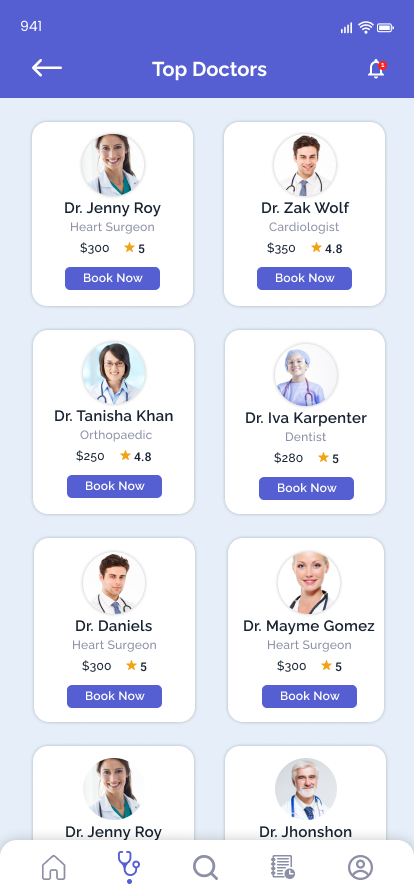 941
Top Doctors
1
Dr. Jenny Roy
Heart Surgeon
$300 5
Book Now
Dr. Zak Wolf
Cardiologist
$350 4.8
Book Now
Dr. Tanisha Khan
Orthopaedic
$250 4.8
Book Now
Dr. Iva Karpenter
Dentist
$280 5
Book Now
Dr. Daniels
Heart Surgeon
$300 5
Book Now
Dr. Mayme Gomez
Heart Surgeon
$300 5
Book Now
Dr. Jenny Roy
Dr. Jhonshon